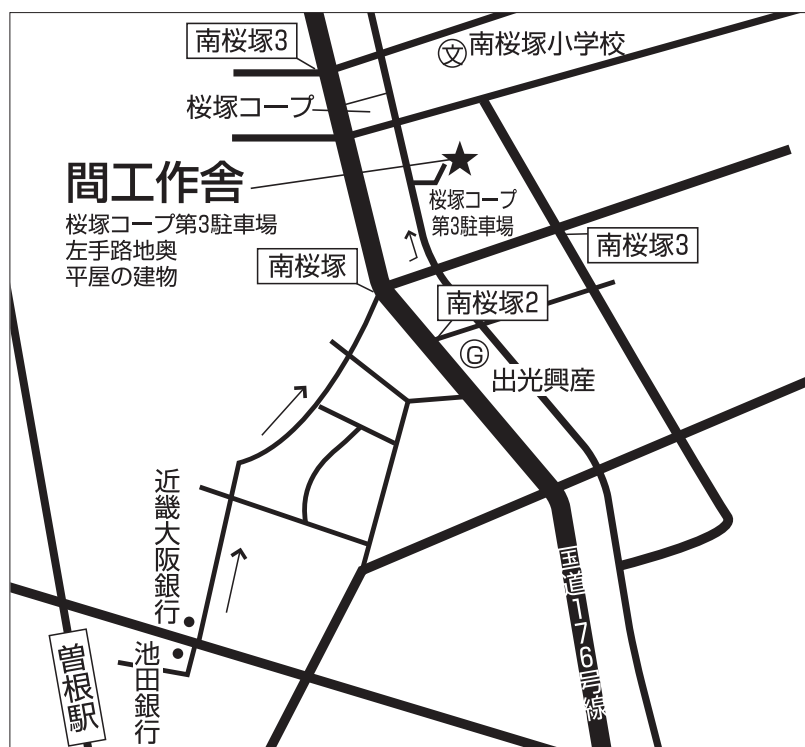 南桜塚3
文
南桜塚小学校
桜塚コープ
間工作舎
桜塚コープ第3駐車場
左手路地奥
平屋の建物
桜塚コープ
第3駐車場
南桜塚3
南桜塚
南桜塚2
G
出光興産
近畿大阪銀行
池田銀行
曽根駅
国道176号線